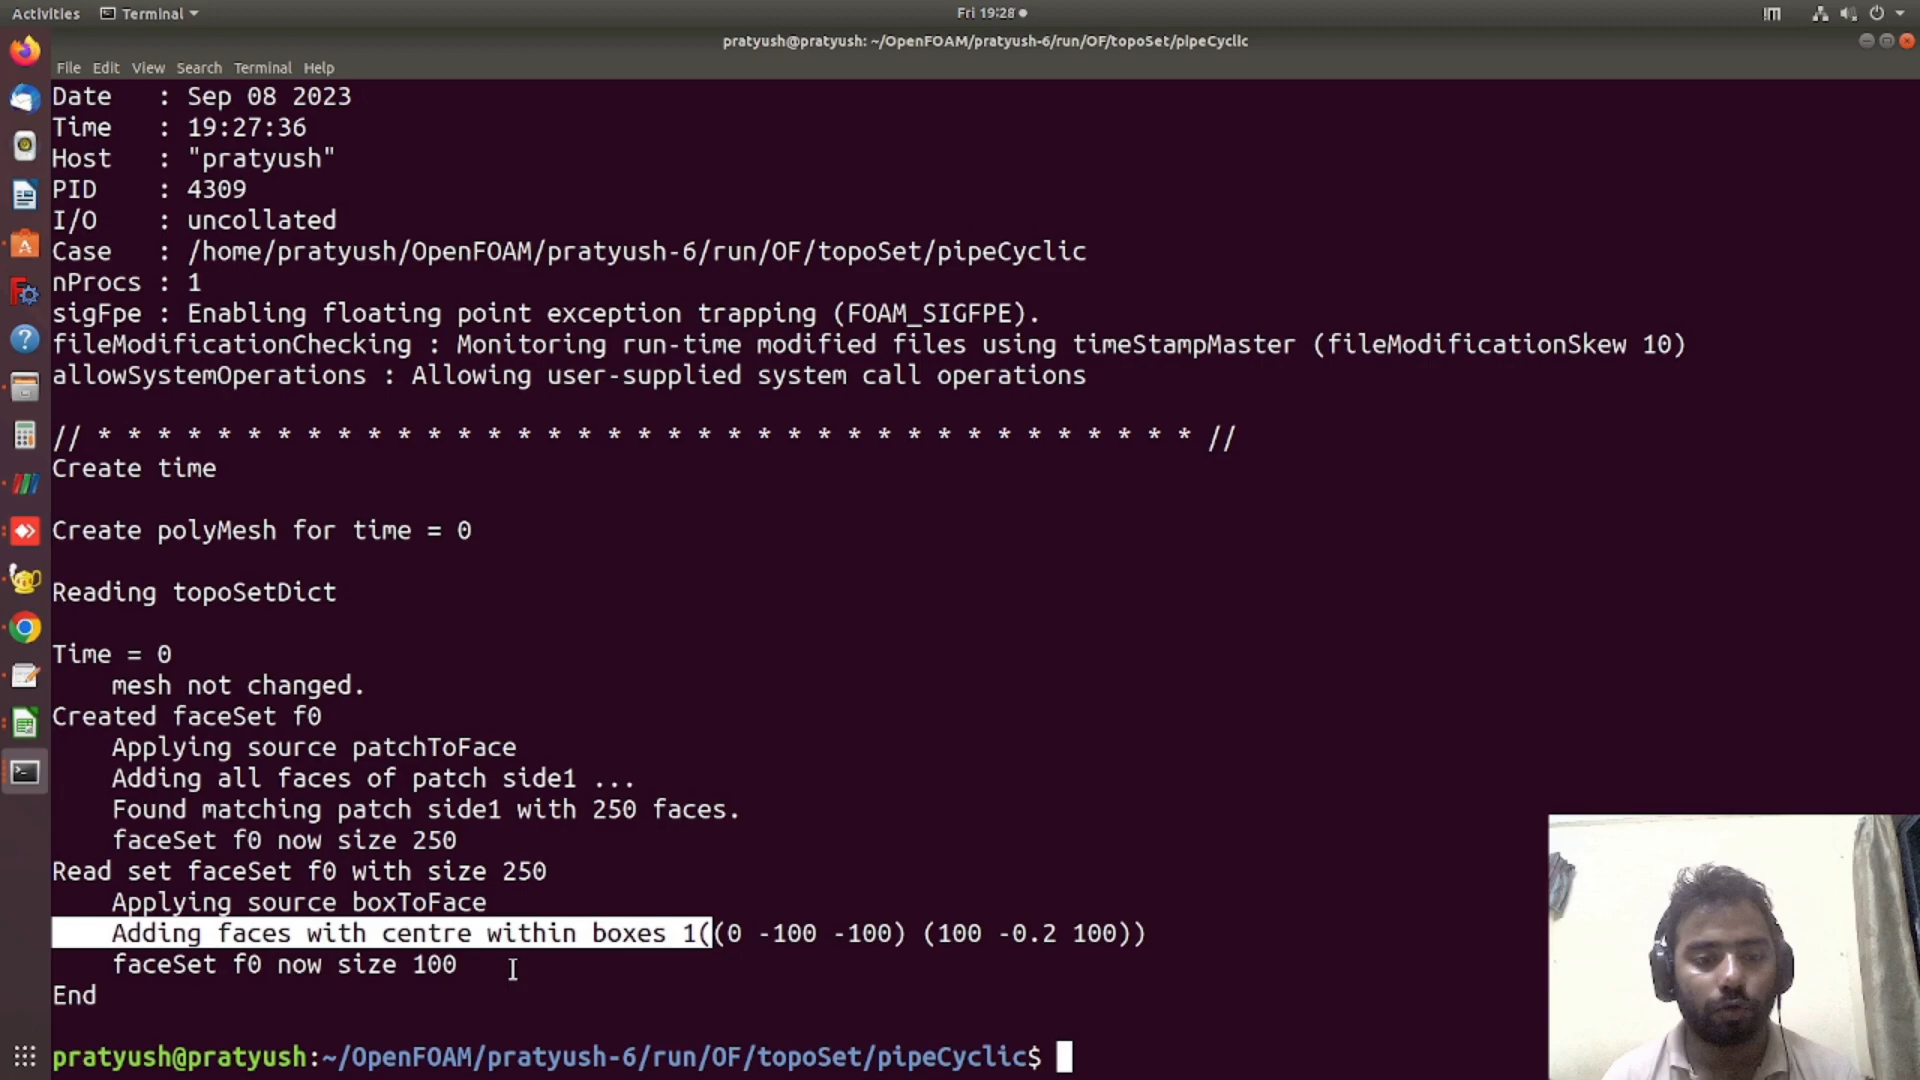 Activities Terminal Fri 19:28
pratyush@pratyush: ~/OpenFOAM/pratyush-6/run/OF/topoSet/pipeCyclic
File Edit View Search Terminal Help
Date : Sep 08 2023
Time : 19:27:36
Host : "pratyush"
PID : 4309
I/O : uncollated
Case : /home/pratyush/OpenFOAM/pratyush-6/run/OF/topoSet/pipeCyclic
nProcs : 1
sigFpe : Enabling floating point exception trapping (FOAM_SIGFPE).
fileModificationChecking : Monitoring run-time modified files using timeStampMaster (fileModificationSkew 10)
allowSystemOperations : Allowing user-supplied system call operations
// * * * * * * * * * * * * * * * * * * * * * * * * * * * * * * * * * * * * * //
Create time
Create polyMesh for time = 0
Reading topoSetDict
Time = 0
mesh not changed.
Created faceSet f0
Applying source patchToFace
Adding all faces of patch side1 ...
Found matching patch side1 with 250 faces.
faceSet f0 now size 250
Read set faceSet f0 with size 250
Applying source boxToFace
Adding faces with centre within boxes 1((0 -100 -100) (100 -0.2 100))
faceSet f0 now size 100
End
pratyush@pratyush:~/OpenFOAM/pratyush-6/run/OF/topoSet/pipeCyclic$